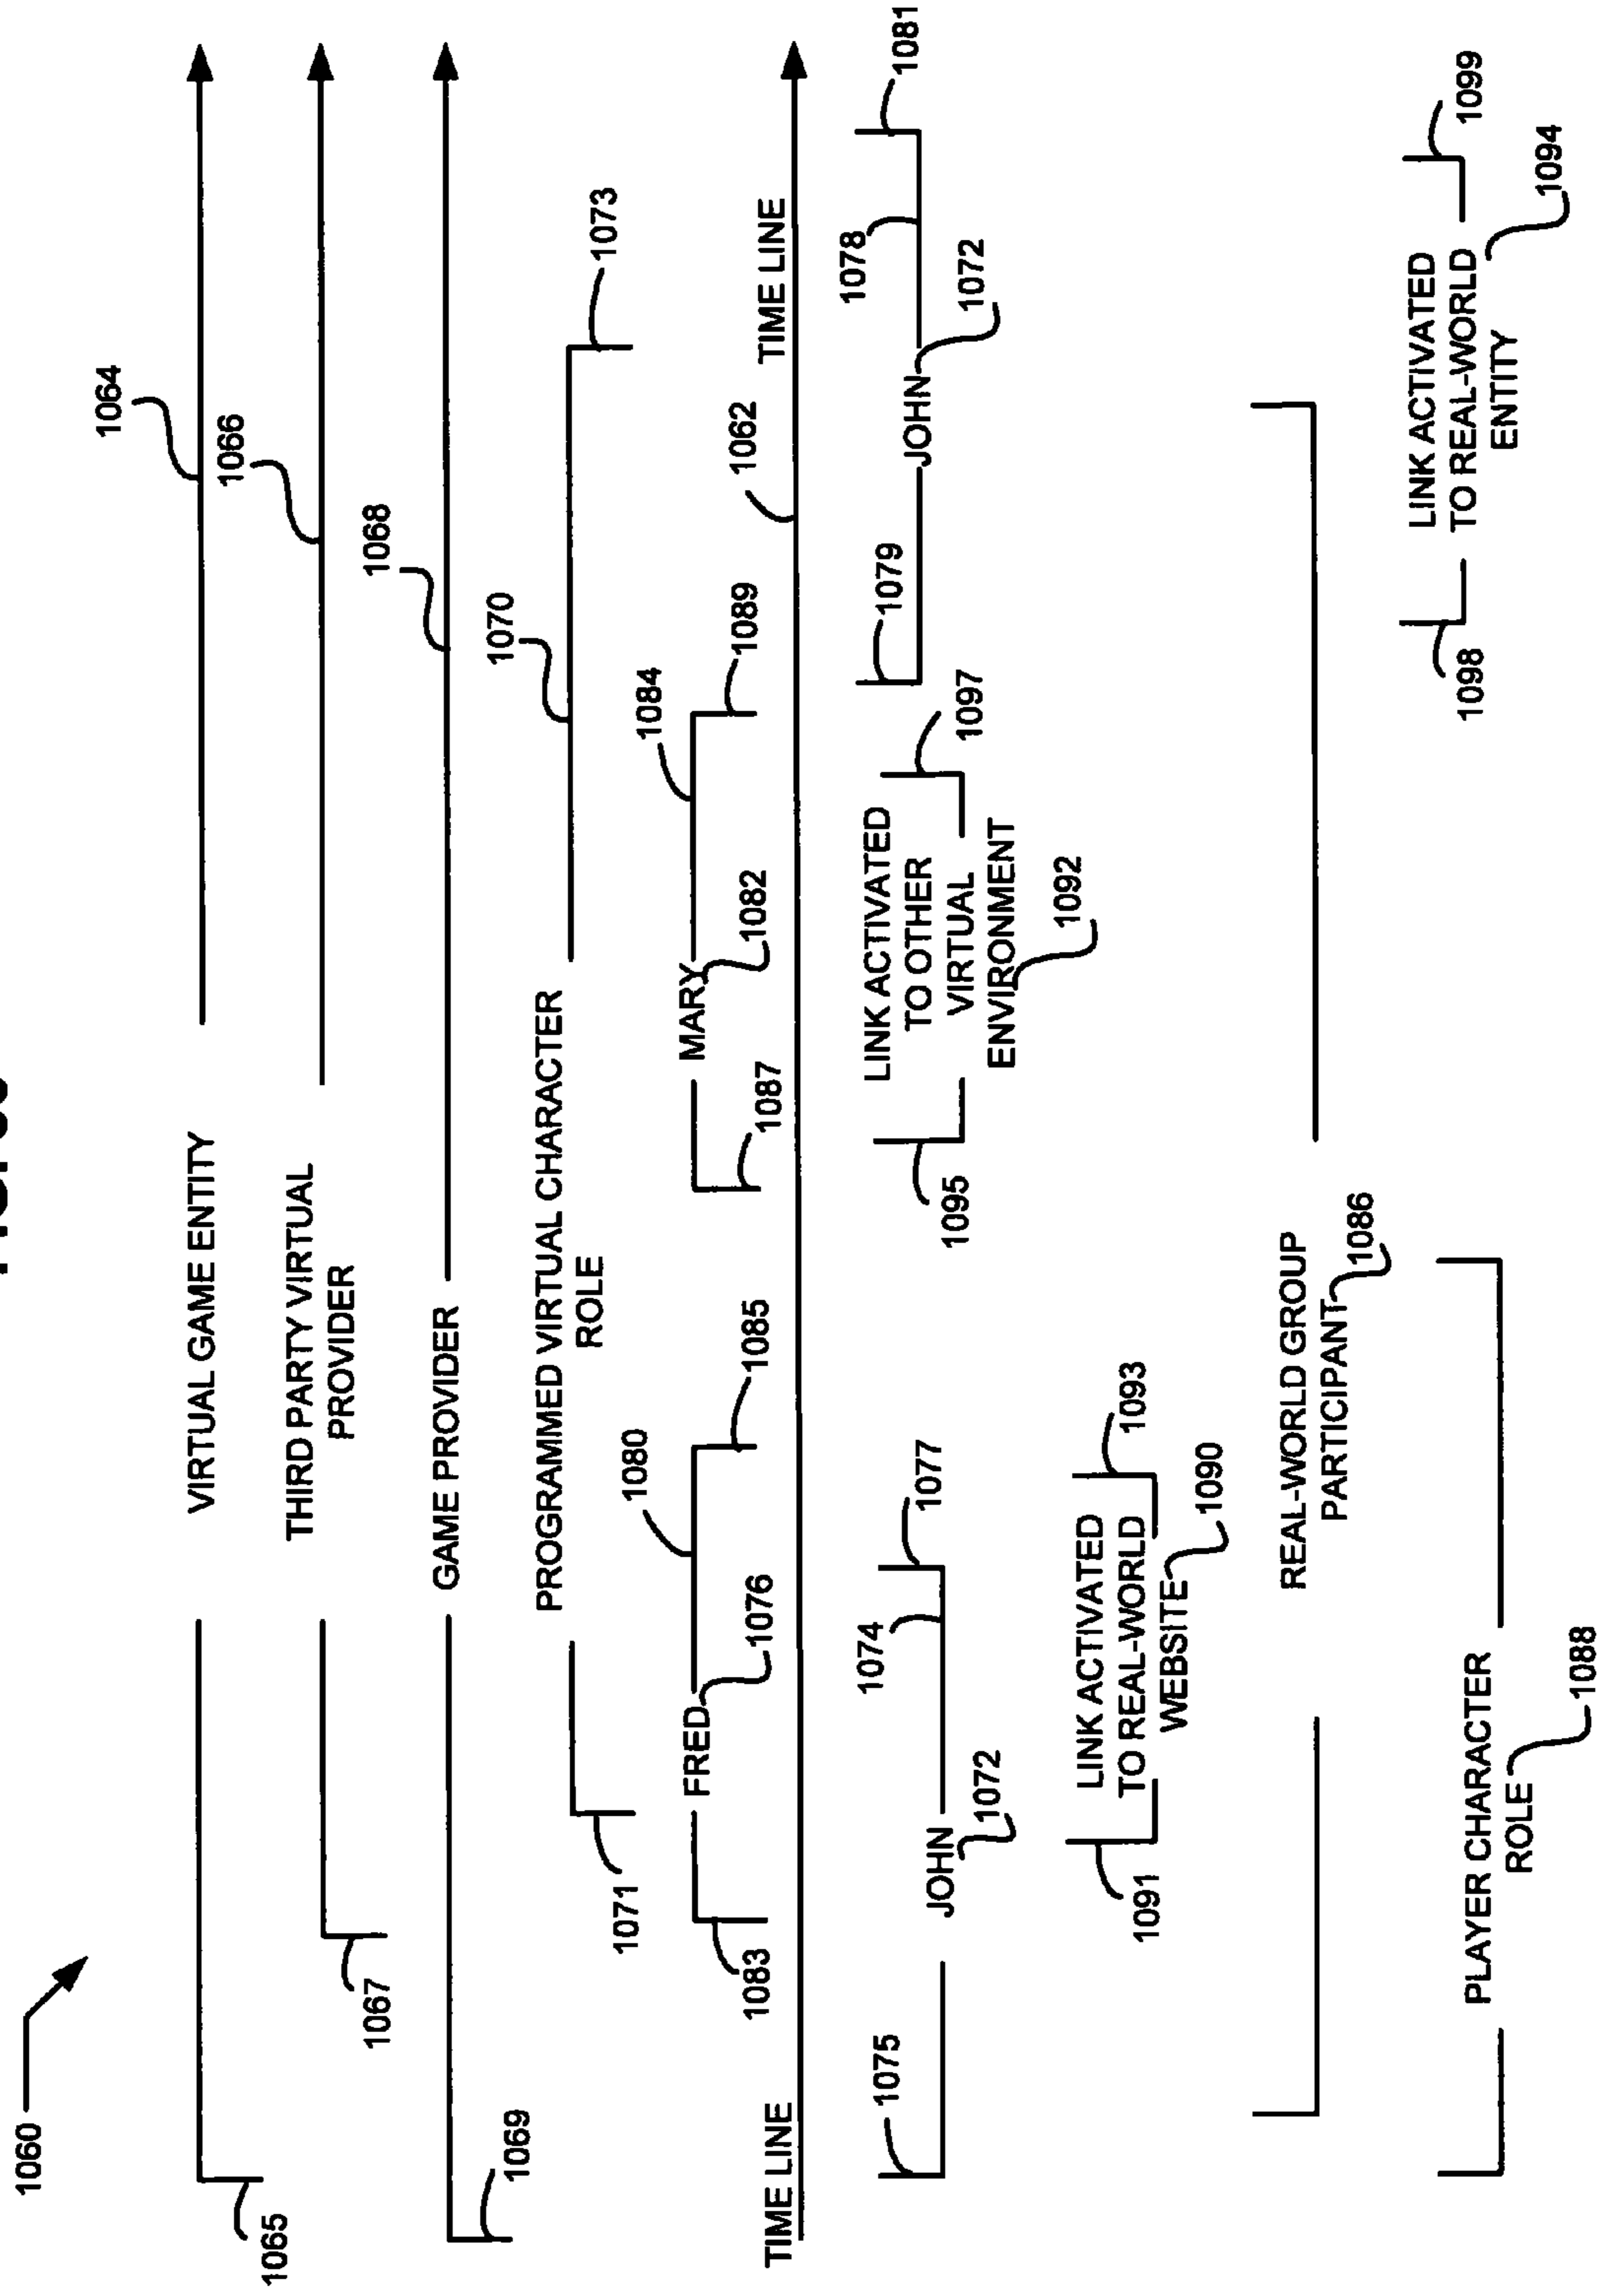 1060
1064
1065
VIRTUAL GAME ENTITY
1066
THIRD PARTY VIRTUAL
PROVIDER
1067
1068
GAME PROVIDER
1069
1070
PROGRAMMED VIRTUAL CHARACTER
ROLE
1071
1073
1080
1084
FRED
1076
MARY
1082
1083
1085
1087
1089
TIME LINE
1062
TIME LINE
1075
1074
1077
JOHN
1072
LINK ACTIVATED
TO OTHER
VIRTUAL
ENVIRONMENT
1092
1095
1097
1079
1078
1081
JOHN
1072
LINK ACTIVATED
TO REAL-WORLD
WEBSITE
1090
1091
1093
REAL-WORLD GROUP
PARTICIPANT
1086
LINK ACTIVATED
TO REAL-WORLD
ENTITY
1094
1098
1099
PLAYER CHARACTER
ROLE
1088